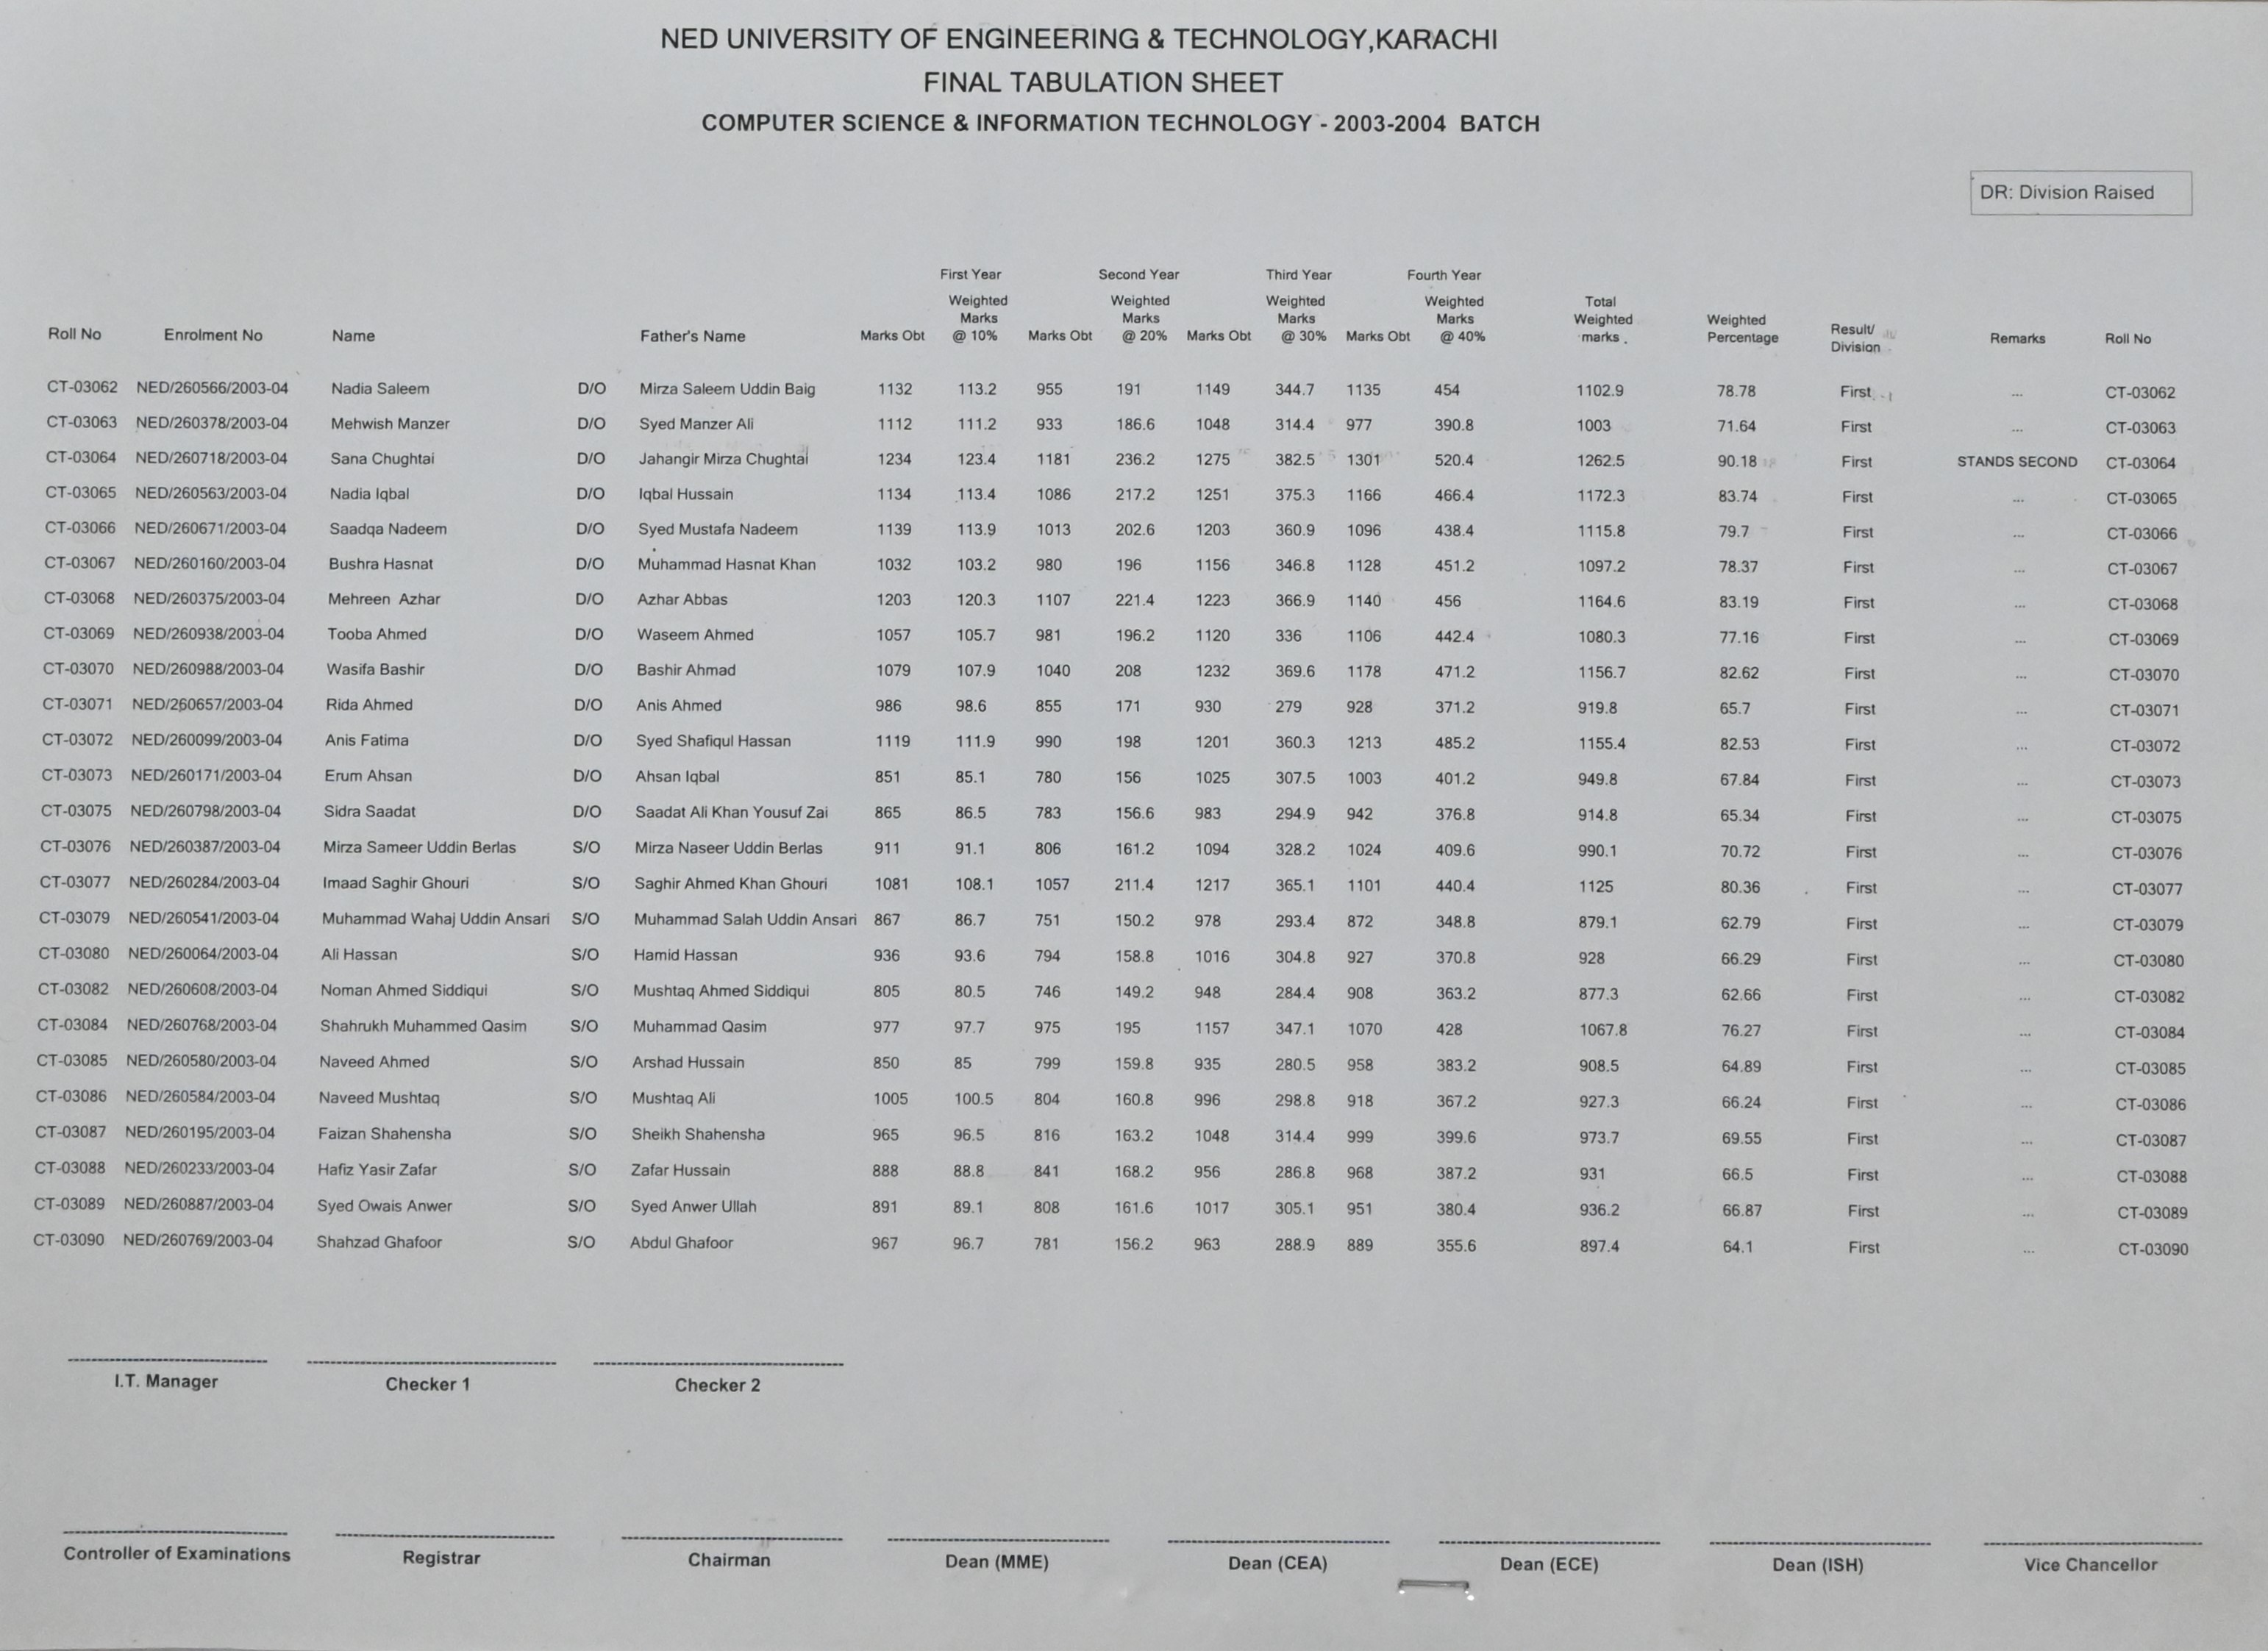 NED UNIVERSITY OF ENGINEERING & TECHNOLOGY,KARACHI
FINAL TABULATION SHEET
COMPUTER SCIENCE & INFORMATION TECHNOLOGY - 2003-2004 BATCH
DR: Division Raised
First Year Second Year Third Year Fourth Year
Roll No Enrolment No Name Father's Name Marks Obt Weighted Marks @ 10% Marks Obt Weighted Marks @ 20% Marks Obt Weighted Marks @ 30% Marks Obt Weighted Marks @ 40% Total Weighted marks . Weighted Percentage Result/ Division Remarks Roll No
CT-03062 NED/260566/2003-04 Nadia Saleem D/O Mirza Saleem Uddin Baig 1132 113.2 955 191 1149 344.7 1135 454 1102.9 78.78 First ... CT-03062
CT-03063 NED/260378/2003-04 Mehwish Manzer D/O Syed Manzer Ali 1112 111.2 933 186.6 1048 314.4 977 390.8 1003 71.64 First ... CT-03063
CT-03064 NED/260718/2003-04 Sana Chughtai D/O Jahangir Mirza Chughtai 1234 123.4 1181 236.2 1275 382.5 1301 520.4 1262.5 90.18 First STANDS SECOND CT-03064
CT-03065 NED/260563/2003-04 Nadia Iqbal D/O Iqbal Hussain 1134 113.4 1086 217.2 1251 375.3 1166 466.4 1172.3 83.74 First ... CT-03065
CT-03066 NED/260671/2003-04 Saadqa Nadeem D/O Syed Mustafa Nadeem 1139 113.9 1013 202.6 1203 360.9 1096 438.4 1115.8 79.7 First ... CT-03066
CT-03067 NED/260160/2003-04 Bushra Hasnat D/O Muhammad Hasnat Khan 1032 103.2 980 196 1156 346.8 1128 451.2 1097.2 78.37 First ... CT-03067
CT-03068 NED/260375/2003-04 Mehreen Azhar D/O Azhar Abbas 1203 120.3 1107 221.4 1223 366.9 1140 456 1164.6 83.19 First ... CT-03068
CT-03069 NED/260938/2003-04 Tooba Ahmed D/O Waseem Ahmed 1057 105.7 981 196.2 1120 336 1106 442.4 1080.3 77.16 First ... CT-03069
CT-03070 NED/260988/2003-04 Wasifa Bashir D/O Bashir Ahmad 1079 107.9 1040 208 1232 369.6 1178 471.2 1156.7 82.62 First ... CT-03070
CT-03071 NED/260657/2003-04 Rida Ahmed D/O Anis Ahmed 986 98.6 855 171 930 279 928 371.2 919.8 65.7 First ... CT-03071
CT-03072 NED/260099/2003-04 Anis Fatima D/O Syed Shafiqul Hassan 1119 111.9 990 198 1201 360.3 1213 485.2 1155.4 82.53 First ... CT-03072
CT-03073 NED/260171/2003-04 Erum Ahsan D/O Ahsan Iqbal 851 85.1 780 156 1025 307.5 1003 401.2 949.8 67.84 First ... CT-03073
CT-03075 NED/260798/2003-04 Sidra Saadat D/O Saadat Ali Khan Yousuf Zai 865 86.5 783 156.6 983 294.9 942 376.8 914.8 65.34 First ... CT-03075
CT-03076 NED/260387/2003-04 Mirza Sameer Uddin Berlas S/O Mirza Naseer Uddin Berlas 911 91.1 806 161.2 1094 328.2 1024 409.6 990.1 70.72 First ... CT-03076
CT-03077 NED/260284/2003-04 Imaad Saghir Ghouri S/O Saghir Ahmed Khan Ghouri 1081 108.1 1057 211.4 1217 365.1 1101 440.4 1125 80.36 First ... CT-03077
CT-03079 NED/260541/2003-04 Muhammad Wahaj Uddin Ansari S/O Muhammad Salah Uddin Ansari 867 86.7 751 150.2 978 293.4 872 348.8 879.1 62.79 First ... CT-03079
CT-03080 NED/260064/2003-04 Ali Hassan S/O Hamid Hassan 936 93.6 794 158.8 1016 304.8 927 370.8 928 66.29 First ... CT-03080
CT-03082 NED/260608/2003-04 Noman Ahmed Siddiqui S/O Mushtaq Ahmed Siddiqui 805 80.5 746 149.2 948 284.4 908 363.2 877.3 62.66 First ... CT-03082
CT-03084 NED/260768/2003-04 Shahrukh Muhammed Qasim S/O Muhammad Qasim 977 97.7 975 195 1157 347.1 1070 428 1067.8 76.27 First ... CT-03084
CT-03085 NED/260580/2003-04 Naveed Ahmed S/O Arshad Hussain 850 85 799 159.8 935 280.5 958 383.2 908.5 64.89 First ... CT-03085
CT-03086 NED/260584/2003-04 Naveed Mushtaq S/O Mushtaq Ali 1005 100.5 804 160.8 996 298.8 918 367.2 927.3 66.24 First ... CT-03086
CT-03087 NED/260195/2003-04 Faizan Shahensha S/O Sheikh Shahensha 965 96.5 816 163.2 1048 314.4 999 399.6 973.7 69.55 First ... CT-03087
CT-03088 NED/260233/2003-04 Hafiz Yasir Zafar S/O Zafar Hussain 888 88.8 841 168.2 956 286.8 968 387.2 931 66.5 First ... CT-03088
CT-03089 NED/260887/2003-04 Syed Owais Anwer S/O Syed Anwer Ullah 891 89.1 808 161.6 1017 305.1 951 380.4 936.2 66.87 First ... CT-03089
CT-03090 NED/260769/2003-04 Shahzad Ghafoor S/O Abdul Ghafoor 967 96.7 781 156.2 963 288.9 889 355.6 897.4 64.1 First ... CT-03090
I.T. Manager Checker 1 Checker 2
Controller of Examinations Registrar Chairman Dean (MME) Dean (CEA) Dean (ECE) Dean (ISH) Vice Chancellor